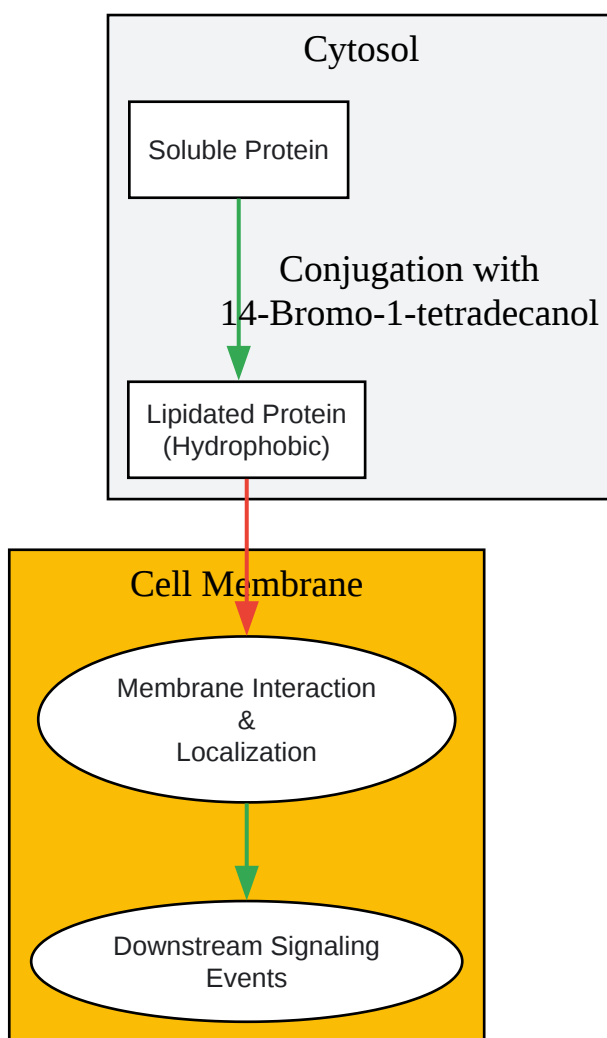 Cytosol
Soluble Protein
Conjugation with
14-Bromo-1-tetradecanol
Lipidated Protein
(Hydrophobic)
Cell Membrane
Membrane Interaction
&
Localization
Downstream Signaling
Events